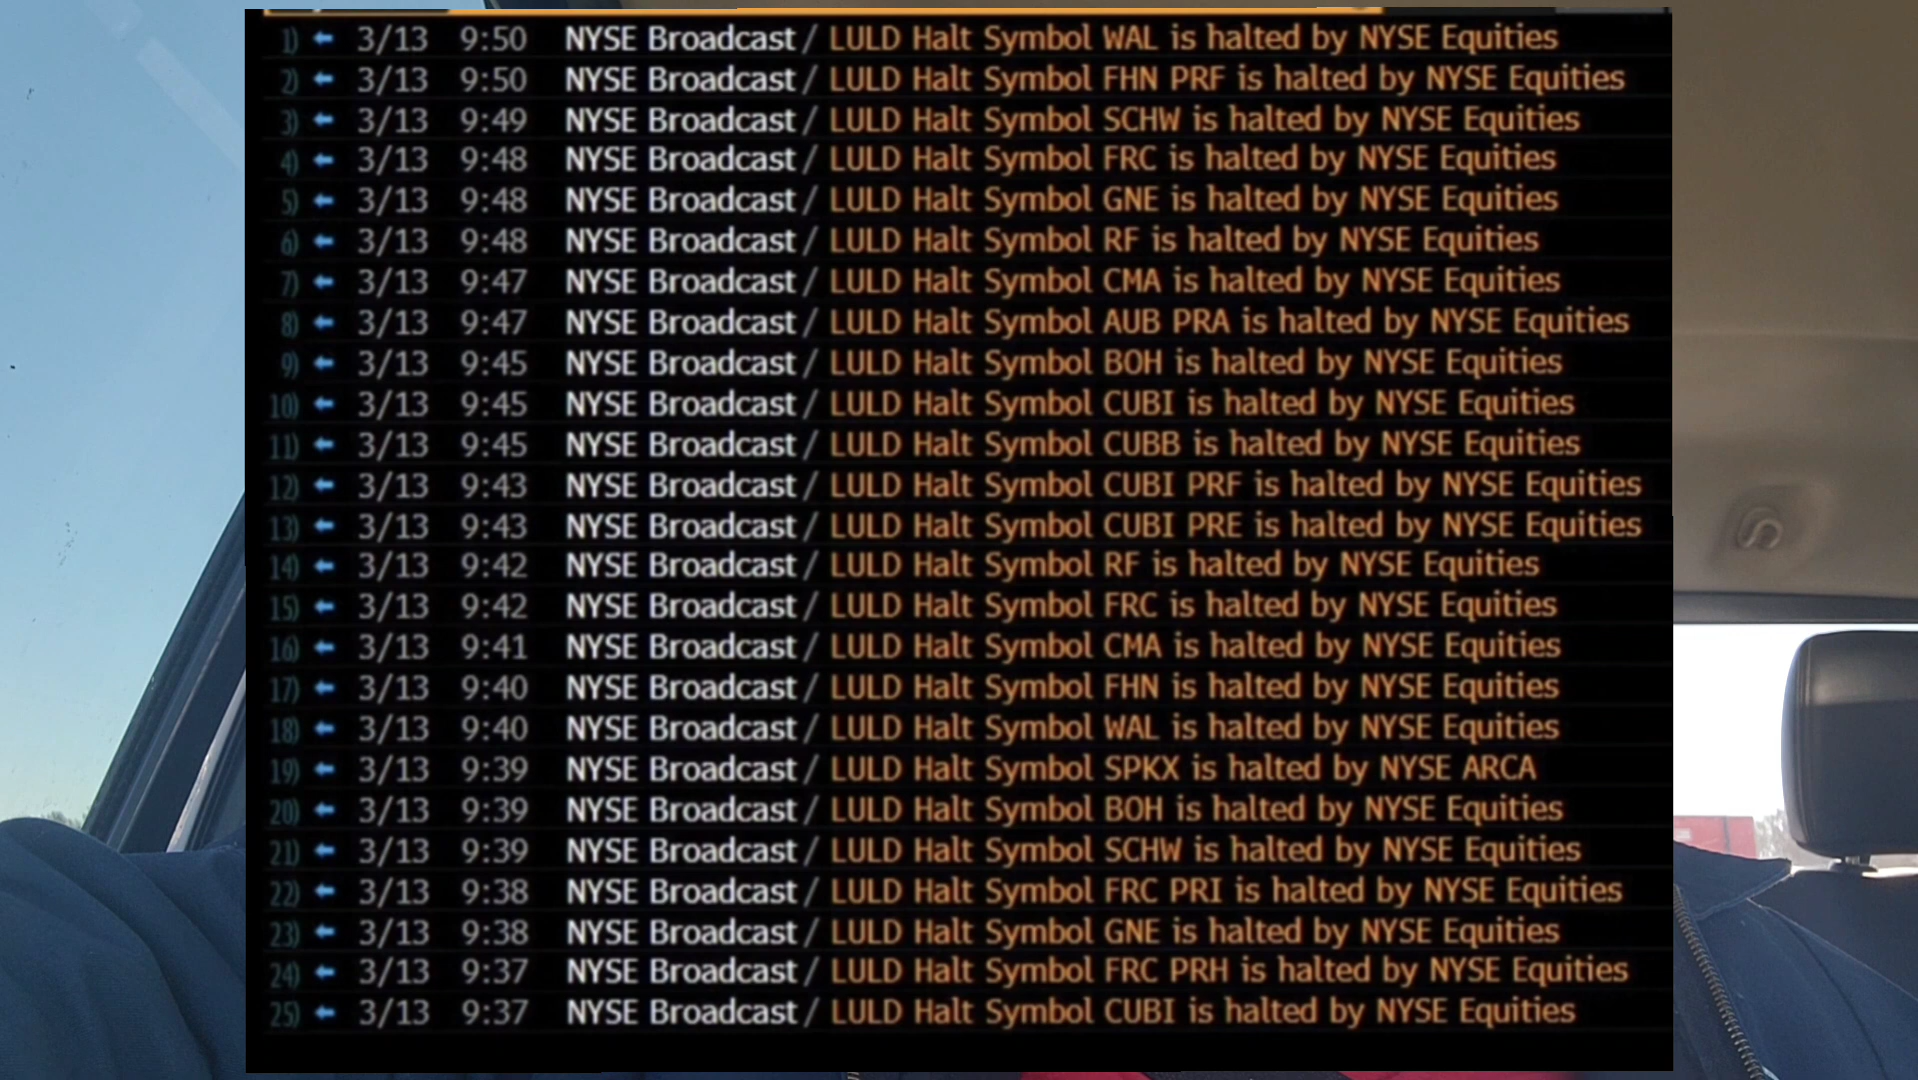 1) 3/13 9:50 NYSE Broadcast / LULD Halt Symbol WAL is halted by NYSE Equities
2) 3/13 9:50 NYSE Broadcast / LULD Halt Symbol FHN PRF is halted by NYSE Equities
3) 3/13 9:49 NYSE Broadcast / LULD Halt Symbol SCHW is halted by NYSE Equities
4) 3/13 9:48 NYSE Broadcast / LULD Halt Symbol FRC is halted by NYSE Equities
5) 3/13 9:48 NYSE Broadcast / LULD Halt Symbol GNE is halted by NYSE Equities
6) 3/13 9:48 NYSE Broadcast / LULD Halt Symbol RF is halted by NYSE Equities
7) 3/13 9:47 NYSE Broadcast / LULD Halt Symbol CMA is halted by NYSE Equities
8) 3/13 9:47 NYSE Broadcast / LULD Halt Symbol AUB PRA is halted by NYSE Equities
9) 3/13 9:45 NYSE Broadcast / LULD Halt Symbol BOH is halted by NYSE Equities
10) 3/13 9:45 NYSE Broadcast / LULD Halt Symbol CUBI is halted by NYSE Equities
11) 3/13 9:45 NYSE Broadcast / LULD Halt Symbol CUBB is halted by NYSE Equities
12) 3/13 9:43 NYSE Broadcast / LULD Halt Symbol CUBI PRF is halted by NYSE Equities
13) 3/13 9:43 NYSE Broadcast / LULD Halt Symbol CUBI PRE is halted by NYSE Equities
14) 3/13 9:42 NYSE Broadcast / LULD Halt Symbol RF is halted by NYSE Equities
15) 3/13 9:42 NYSE Broadcast / LULD Halt Symbol FRC is halted by NYSE Equities
16) 3/13 9:41 NYSE Broadcast / LULD Halt Symbol CMA is halted by NYSE Equities
17) 3/13 9:40 NYSE Broadcast / LULD Halt Symbol FHN is halted by NYSE Equities
18) 3/13 9:40 NYSE Broadcast / LULD Halt Symbol WAL is halted by NYSE Equities
19) 3/13 9:39 NYSE Broadcast / LULD Halt Symbol SPKX is halted by NYSE ARCA
20) 3/13 9:39 NYSE Broadcast / LULD Halt Symbol BOH is halted by NYSE Equities
21) 3/13 9:39 NYSE Broadcast / LULD Halt Symbol SCHW is halted by NYSE Equities
22) 3/13 9:38 NYSE Broadcast / LULD Halt Symbol FRC PRI is halted by NYSE Equities
23) 3/13 9:38 NYSE Broadcast / LULD Halt Symbol GNE is halted by NYSE Equities
24) 3/13 9:37 NYSE Broadcast / LULD Halt Symbol FRC PRH is halted by NYSE Equities
25) 3/13 9:37 NYSE Broadcast / LULD Halt Symbol CUBI is halted by NYSE Equities